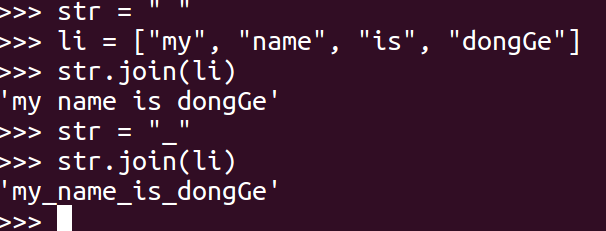 >>> str = " "
>>> li = ["my", "name", "is", "dongGe"]
>>> str.join(li)
'my name is dongGe'
>>> str = "_"
>>> str.join(li)
'my_name_is_dongGe'
>>>